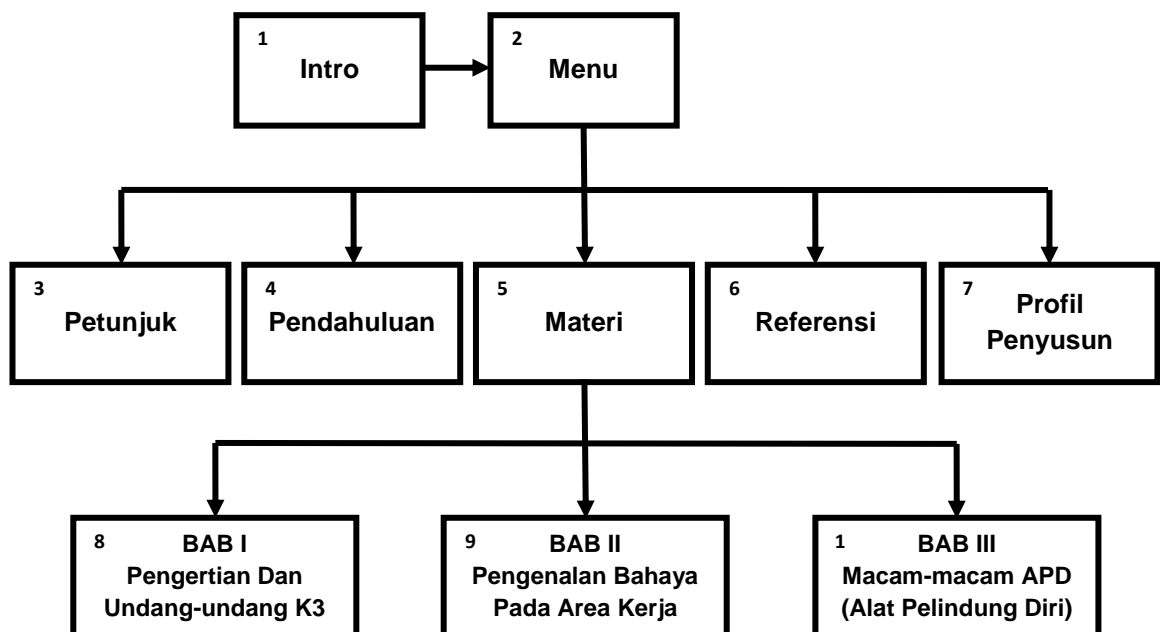 1
Intro
2
Menu
3
Petunjuk
4
Pendahuluan
5
Materi
6
Referensi
7
Profil
Penyusun
8
BAB I
Pengertian Dan
Undang-undang K3
9
BAB II
Pengenalan Bahaya
Pada Area Kerja
1
BAB III
Macam-macam APD
(Alat Pelindung Diri)